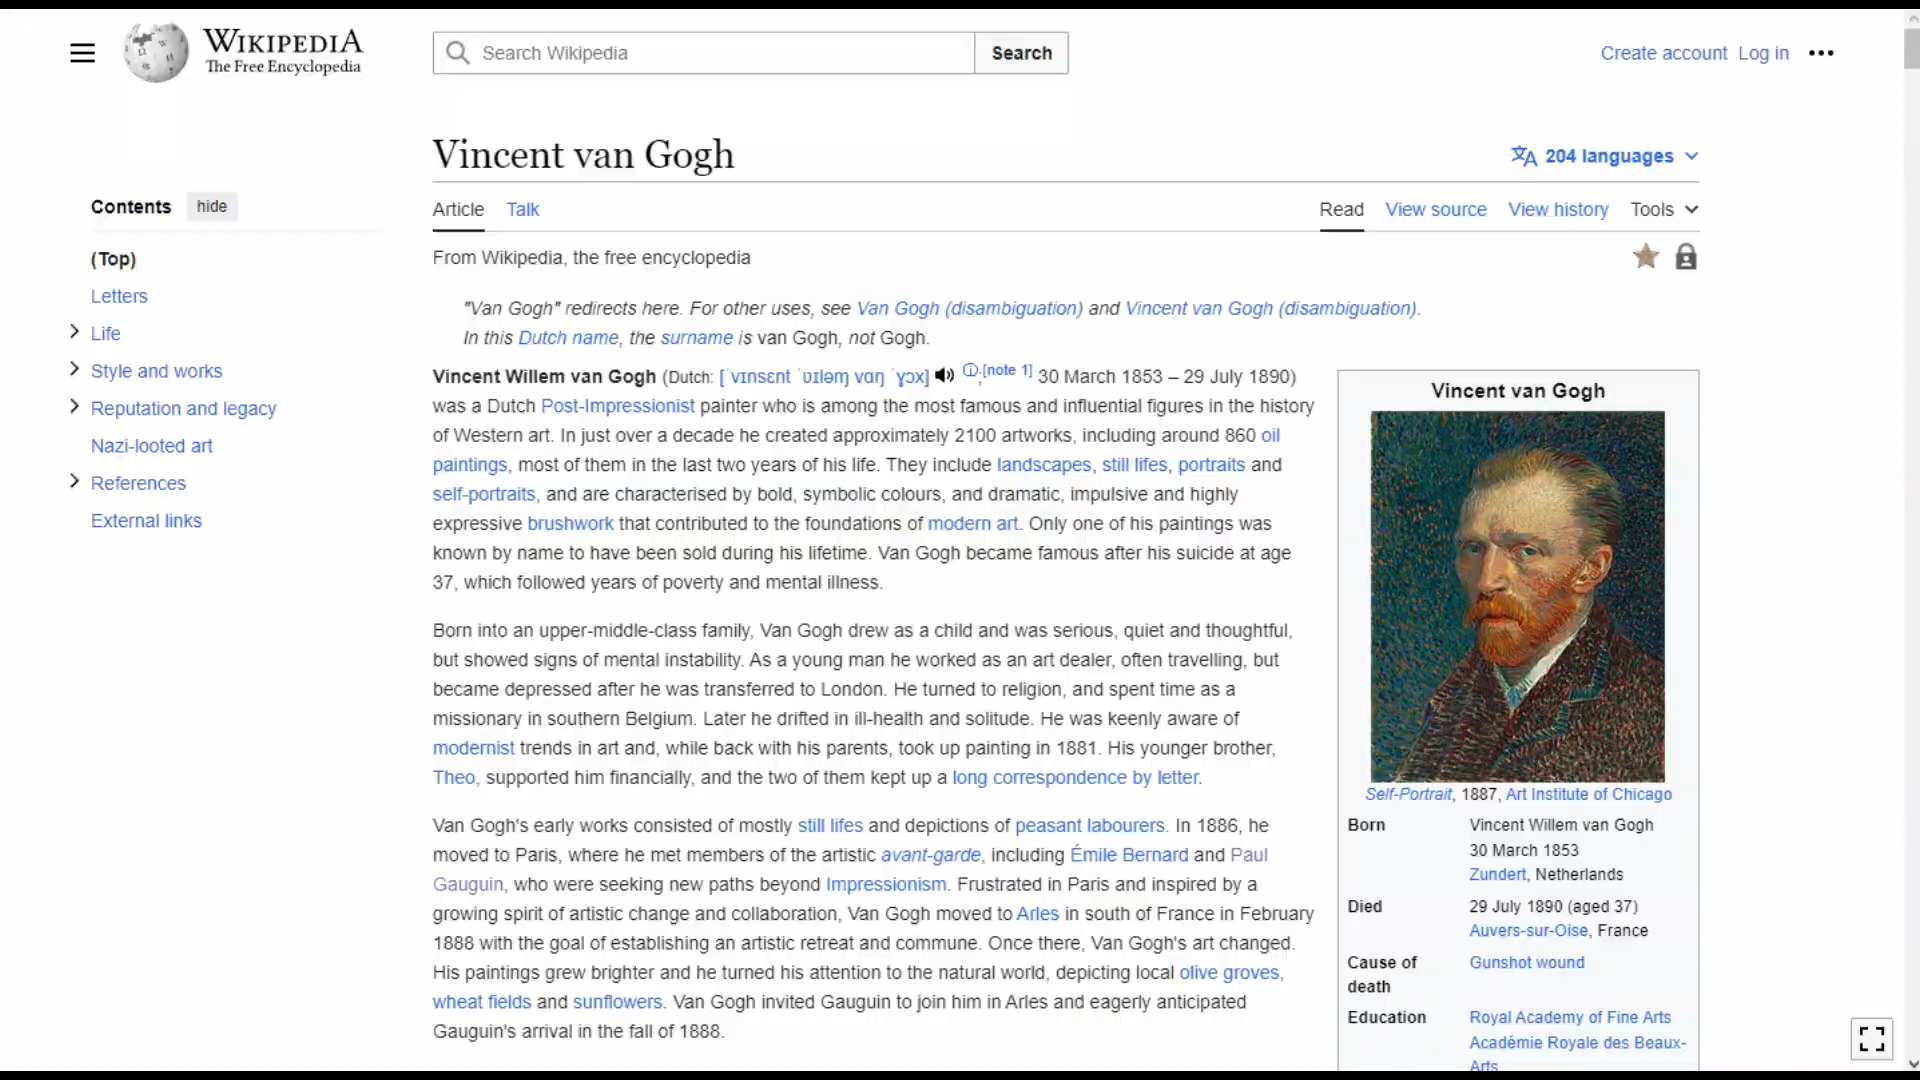 WIKIPEDIA
The Free Encyclopedia
Search Wikipedia
Search
Create account Log in
Vincent van Gogh
204 languages
Contents hide
Article Talk
Read View source View history Tools
(Top)
Letters
Life
Style and works
Reputation and legacy
Nazi-looted art
References
External links
From Wikipedia, the free encyclopedia
"Van Gogh" redirects here. For other uses, see Van Gogh (disambiguation) and Vincent van Gogh (disambiguation).
In this Dutch name, the surname is van Gogh, not Gogh.
Vincent Willem van Gogh (Dutch: [ˈvɪnsɛnt ˈʋɪləɱ vɑŋ ˈɣɔx] ⓘ;[note 1] 30 March 1853 – 29 July 1890)
was a Dutch Post-Impressionist painter who is among the most famous and influential figures in the history
of Western art. In just over a decade he created approximately 2100 artworks, including around 860 oil
paintings, most of them in the last two years of his life. They include landscapes, still lifes, portraits and
self-portraits, and are characterised by bold, symbolic colours, and dramatic, impulsive and highly
expressive brushwork that contributed to the foundations of modern art. Only one of his paintings was
known by name to have been sold during his lifetime. Van Gogh became famous after his suicide at age
37, which followed years of poverty and mental illness.
Born into an upper-middle-class family, Van Gogh drew as a child and was serious, quiet and thoughtful,
but showed signs of mental instability. As a young man he worked as an art dealer, often travelling, but
became depressed after he was transferred to London. He turned to religion, and spent time as a
missionary in southern Belgium. Later he drifted in ill-health and solitude. He was keenly aware of
modernist trends in art and, while back with his parents, took up painting in 1881. His younger brother,
Theo, supported him financially, and the two of them kept up a long correspondence by letter.
Van Gogh's early works consisted of mostly still lifes and depictions of peasant labourers. In 1886, he
moved to Paris, where he met members of the artistic avant-garde, including Émile Bernard and Paul
Gauguin, who were seeking new paths beyond Impressionism. Frustrated in Paris and inspired by a
growing spirit of artistic change and collaboration, Van Gogh moved to Arles in south of France in February
1888 with the goal of establishing an artistic retreat and commune. Once there, Van Gogh's art changed.
His paintings grew brighter and he turned his attention to the natural world, depicting local olive groves,
wheat fields and sunflowers. Van Gogh invited Gauguin to join him in Arles and eagerly anticipated
Gauguin's arrival in the fall of 1888.
Vincent van Gogh
Self-Portrait, 1887, Art Institute of Chicago
Born Vincent Willem van Gogh
30 March 1853
Zundert, Netherlands
Died 29 July 1890 (aged 37)
Auvers-sur-Oise, France
Cause of Gunshot wound
death
Education Royal Academy of Fine Arts
Académie Royale des Beaux-
Arts